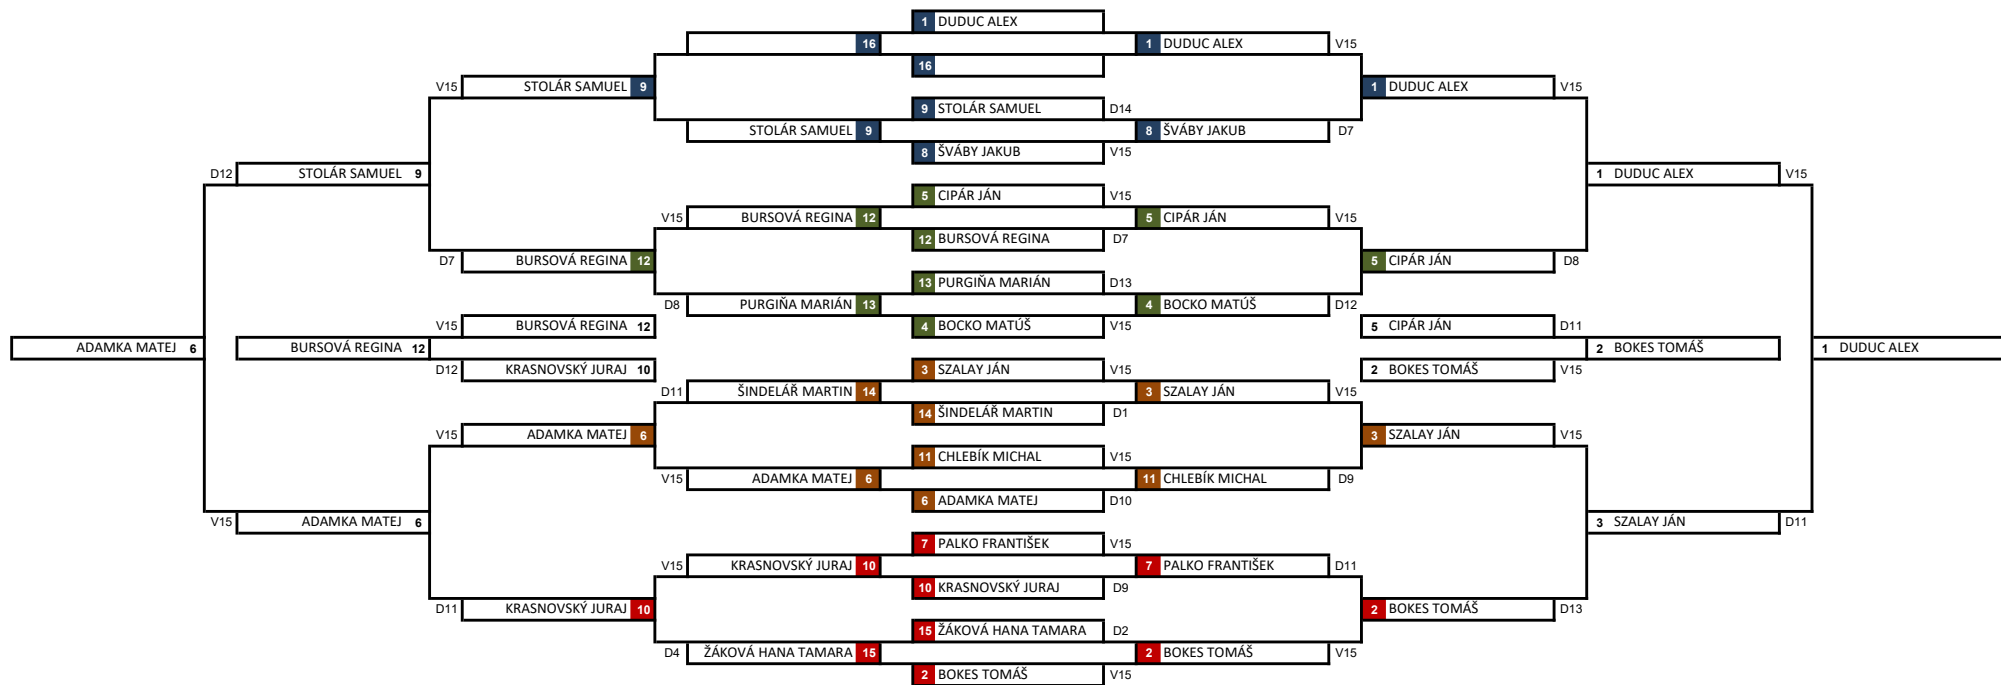 1 DUDUC ALEX
16 1 DUDUC ALEX V15
16
V15 STOLÁR SAMUEL 9 1 DUDUC ALEX V15
9 STOLÁR SAMUEL D14
STOLÁR SAMUEL 9 8 ŠVÁBY JAKUB D7
8 ŠVÁBY JAKUB V15
D12 STOLÁR SAMUEL 9 1 DUDUC ALEX V15
5 CIPÁR JÁN V15
V15 BURSOVÁ REGINA 12 5 CIPÁR JÁN V15
12 BURSOVÁ REGINA D7
D7 BURSOVÁ REGINA 12 5 CIPÁR JÁN D8
13 PURGIŇA MARIÁN D13
D8 PURGIŇA MARIÁN 13 4 BOCKO MATÚŠ D12
V15 BURSOVÁ REGINA 12 4 BOCKO MATÚŠ V15 5 CIPÁR JÁN D11
ADAMKA MATEJ 6 BURSOVÁ REGINA 12 2 BOKES TOMÁŠ 1 DUDUC ALEX
D12 KRASNOVSKÝ JURAJ 10 3 SZALAY JÁN V15 2 BOKES TOMÁŠ V15
D11 ŠINDELÁŘ MARTIN 14 3 SZALAY JÁN V15
14 ŠINDELÁŘ MARTIN D1
V15 ADAMKA MATEJ 6 3 SZALAY JÁN V15
11 CHLEBÍK MICHAL V15
V15 ADAMKA MATEJ 6 11 CHLEBÍK MICHAL D9
6 ADAMKA MATEJ D10
V15 ADAMKA MATEJ 6 3 SZALAY JÁN D11
7 PALKO FRANTIŠEK V15
V15 KRASNOVSKÝ JURAJ 10 7 PALKO FRANTIŠEK D11
10 KRASNOVSKÝ JURAJ D9
D11 KRASNOVSKÝ JURAJ 10 2 BOKES TOMÁŠ D13
15 ŽÁKOVÁ HANA TAMARA D2
D4 ŽÁKOVÁ HANA TAMARA 15 2 BOKES TOMÁŠ V15
2 BOKES TOMÁŠ V15